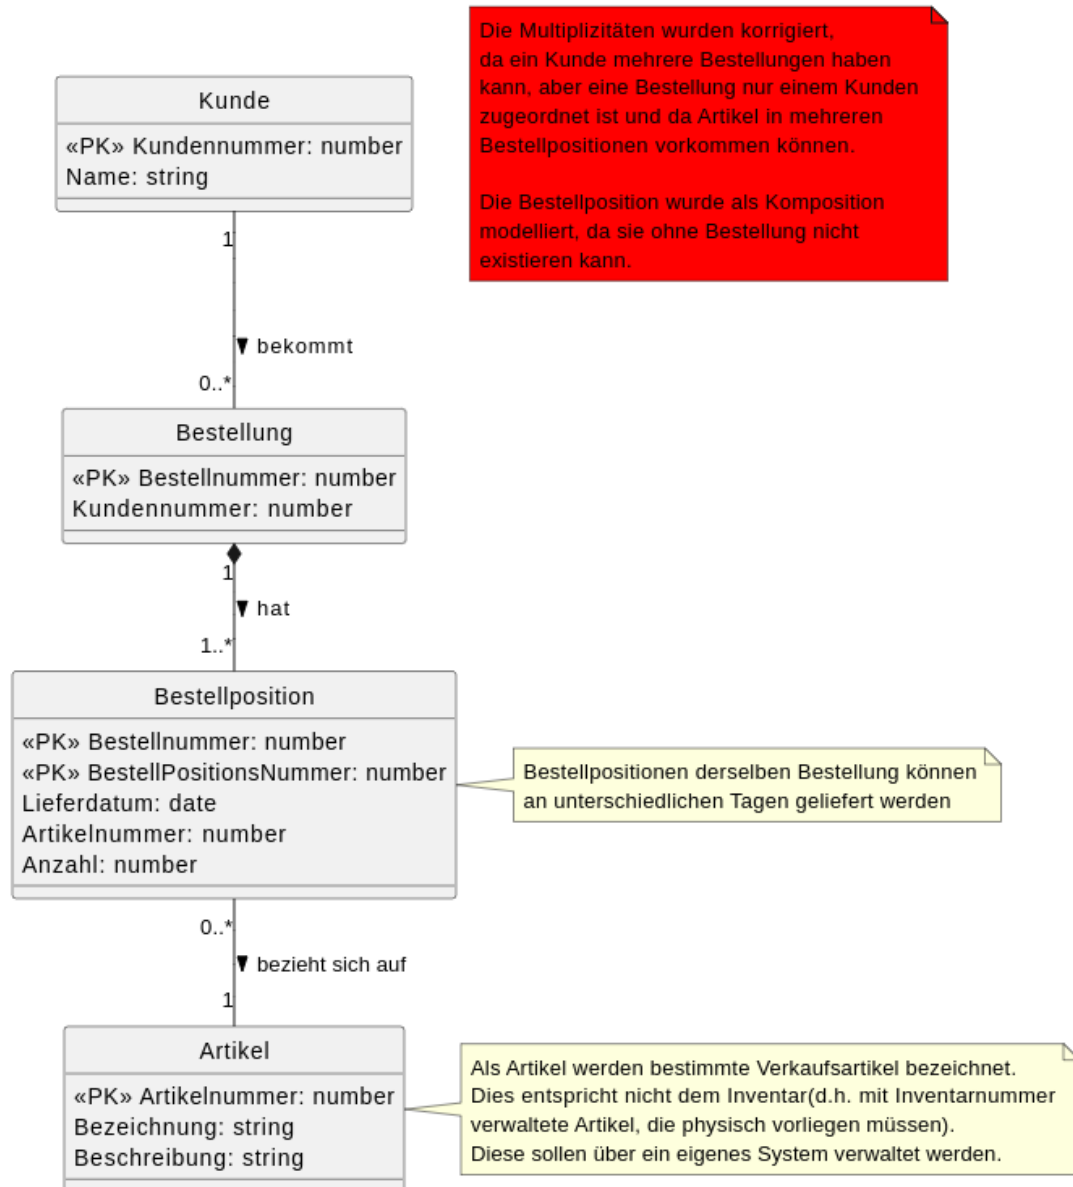 Die Multiplizitäten wurden korrigiert,
da ein Kunde mehrere Bestellungen haben
kann, aber eine Bestellung nur einem Kunden
zugeordnet ist und da Artikel in mehreren
Bestellpositionen vorkommen können.
Die Bestellposition wurde als Komposition
modelliert, da sie ohne Bestellung nicht
existieren kann.
Kunde
«PK» Kundennummer: number
Name: string
1
bekommt
0..*
Bestellung
«PK» Bestellnummer: number
Kundennummer: number
1
hat
1..*
Bestellposition
«PK» Bestellnummer: number
«PK» BestellPositionsNummer: number
Lieferdatum: date
Artikelnummer: number
Anzahl: number
Bestellpositionen derselben Bestellung können
an unterschiedlichen Tagen geliefert werden
0..*
bezieht sich auf
1
Artikel
«PK» Artikelnummer: number
Bezeichnung: string
Beschreibung: string
Als Artikel werden bestimmte Verkaufsartikel bezeichnet.
Dies entspricht nicht dem Inventar(d.h. mit Inventarnummer
verwaltete Artikel, die physisch vorliegen müssen).
Diese sollen über ein eigenes System verwaltet werden.